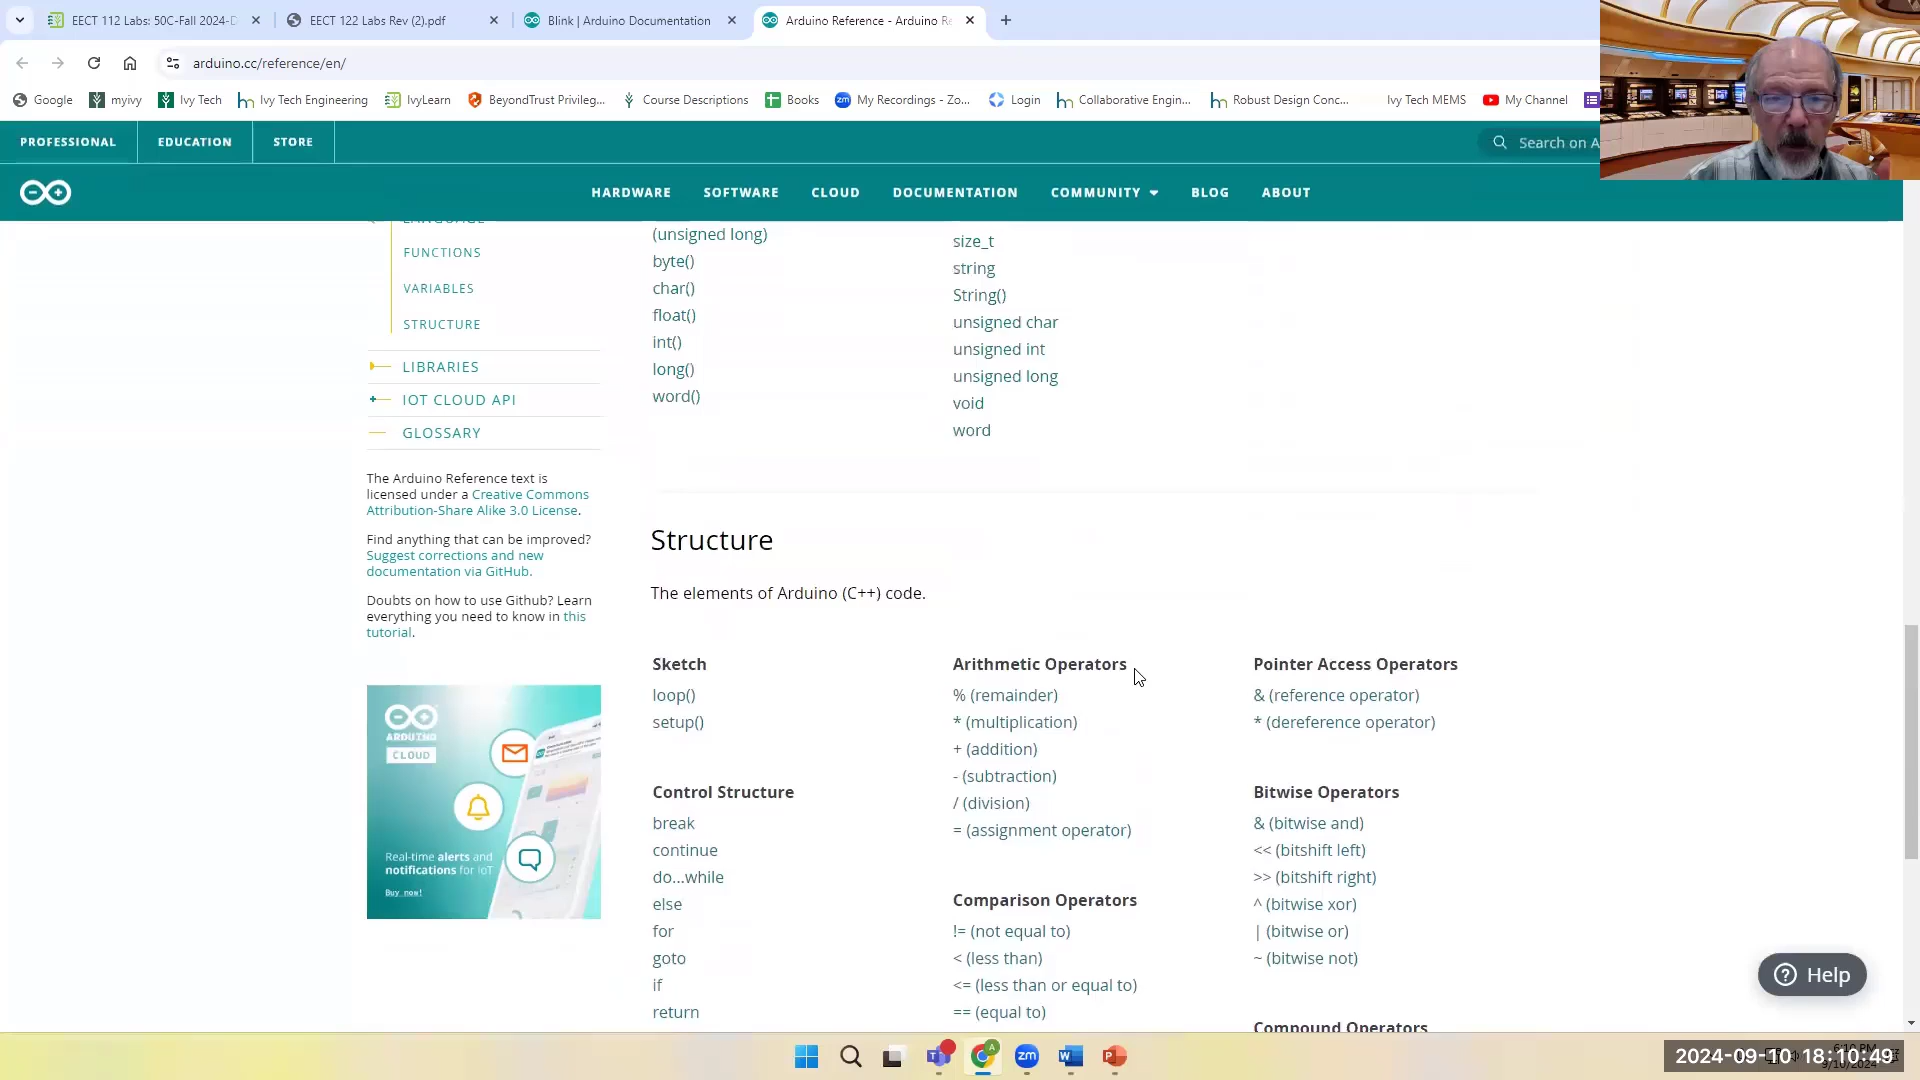 EECT 112 Labs: 50C-Fall 2024-D
EECT 122 Labs Rev (2).pdf
Blink | Arduino Documentation
Arduino Reference - Arduino Re
arduino.cc/reference/en/
Google
myivy
Ivy Tech
Ivy Tech Engineering
IvyLearn
BeyondTrust Privileg...
Course Descriptions
Books
My Recordings - Zo...
Login
Collaborative Engin...
Robust Design Conc...
Ivy Tech MEMS
My Channel
PROFESSIONAL
EDUCATION
STORE
Search on A
HARDWARE
SOFTWARE
CLOUD
DOCUMENTATION
COMMUNITY
BLOG
ABOUT
LANGUAGE
FUNCTIONS
VARIABLES
STRUCTURE
LIBRARIES
IOT CLOUD API
GLOSSARY
The Arduino Reference text is
licensed under a Creative Commons
Attribution-Share Alike 3.0 License.
Find anything that can be improved?
Suggest corrections and new
documentation via GitHub.
Doubts on how to use Github? Learn
everything you need to know in this
tutorial.
ARDUINO
CLOUD
Real-time alerts and
notifications for IoT
Buy now!
(unsigned long)
byte()
char()
float()
int()
long()
word()
size_t
string
String()
unsigned char
unsigned int
unsigned long
void
word
Structure
The elements of Arduino (C++) code.
Sketch
loop()
setup()
Control Structure
break
continue
do...while
else
for
goto
if
return
Arithmetic Operators
% (remainder)
* (multiplication)
+ (addition)
- (subtraction)
/ (division)
= (assignment operator)
Comparison Operators
!= (not equal to)
< (less than)
<= (less than or equal to)
== (equal to)
Pointer Access Operators
& (reference operator)
* (dereference operator)
Bitwise Operators
& (bitwise and)
<< (bitshift left)
>> (bitshift right)
^ (bitwise xor)
| (bitwise or)
~ (bitwise not)
Compound Operators
Help
2024-09-10 18:10:49